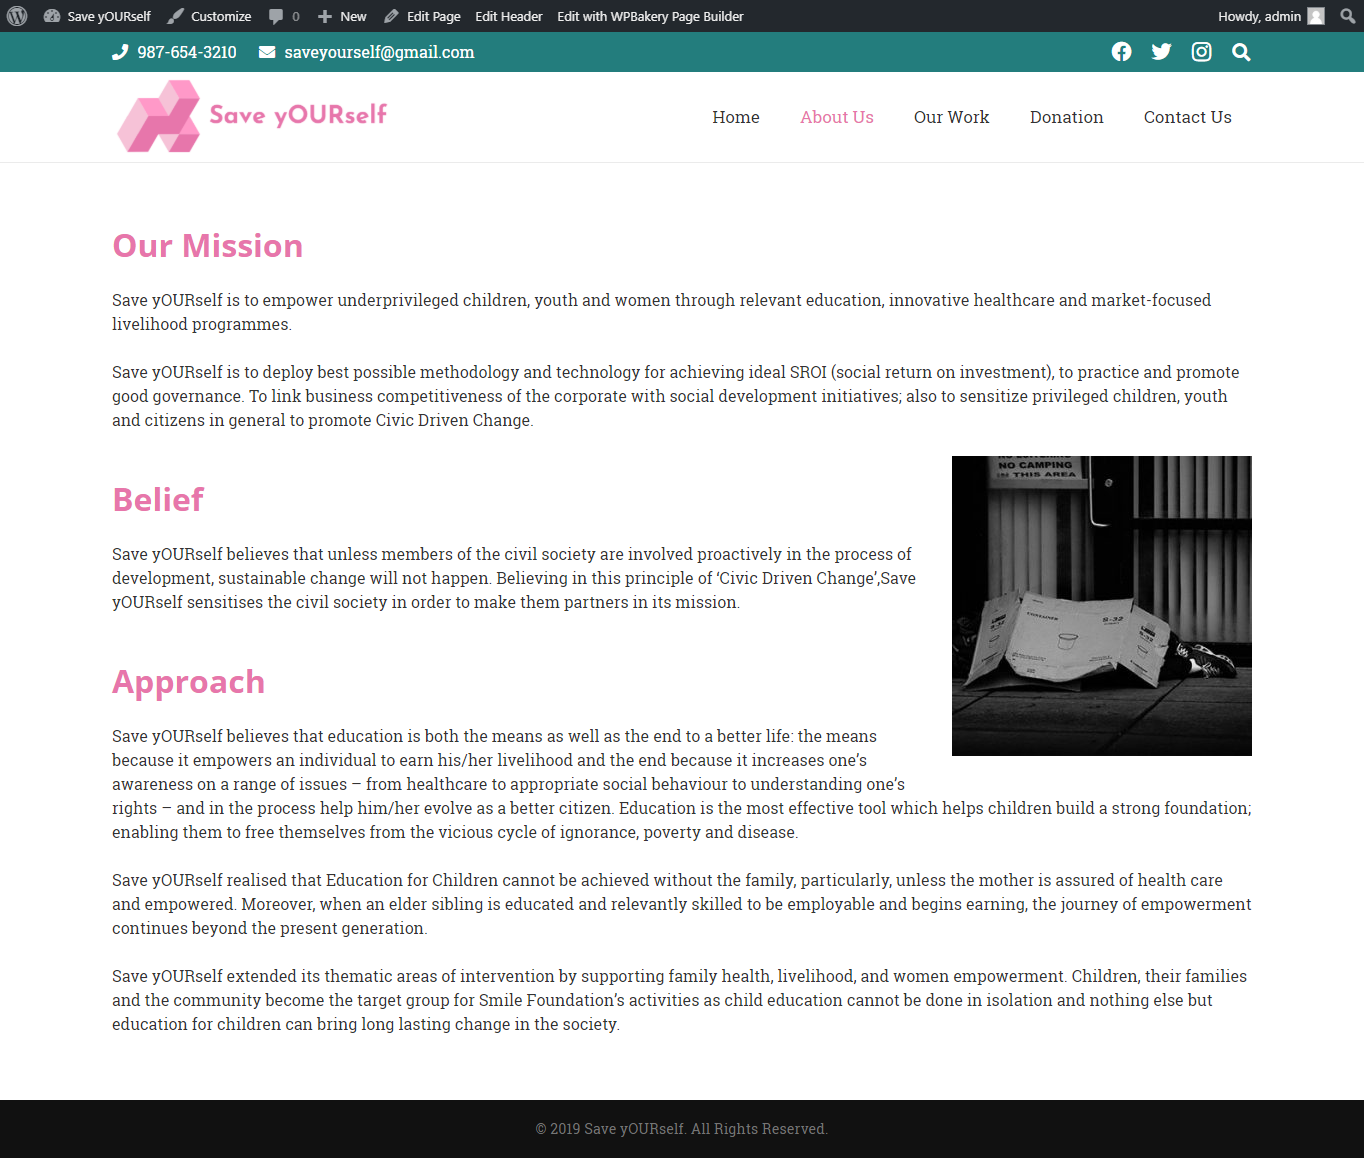 Save yOURself Customize 0 New Edit Page Edit Header Edit with WPBakery Page Builder Howdy, admin
987-654-3210 saveyourself@gmail.com
Save yOURself
Home About Us Our Work Donation Contact Us
Our Mission
Save yOURself is to empower underprivileged children, youth and women through relevant education, innovative healthcare and market-focused
livelihood programmes.
Save yOURself is to deploy best possible methodology and technology for achieving ideal SROI (social return on investment), to practice and promote
good governance. To link business competitiveness of the corporate with social development initiatives; also to sensitize privileged children, youth
and citizens in general to promote Civic Driven Change.
NO CAMPING
IN THIS AREA
Belief
Save yOURself believes that unless members of the civil society are involved proactively in the process of
development, sustainable change will not happen. Believing in this principle of ‘Civic Driven Change’,Save
yOURself sensitises the civil society in order to make them partners in its mission.
CONTAINER
S-32
Approach
Save yOURself believes that education is both the means as well as the end to a better life: the means
because it empowers an individual to earn his/her livelihood and the end because it increases one’s
awareness on a range of issues – from healthcare to appropriate social behaviour to understanding one’s
rights – and in the process help him/her evolve as a better citizen. Education is the most effective tool which helps children build a strong foundation;
enabling them to free themselves from the vicious cycle of ignorance, poverty and disease.
Save yOURself realised that Education for Children cannot be achieved without the family, particularly, unless the mother is assured of health care
and empowered. Moreover, when an elder sibling is educated and relevantly skilled to be employable and begins earning, the journey of empowerment
continues beyond the present generation.
Save yOURself extended its thematic areas of intervention by supporting family health, livelihood, and women empowerment. Children, their families
and the community become the target group for Smile Foundation’s activities as child education cannot be done in isolation and nothing else but
education for children can bring long lasting change in the society.
© 2019 Save yOURself. All Rights Reserved.